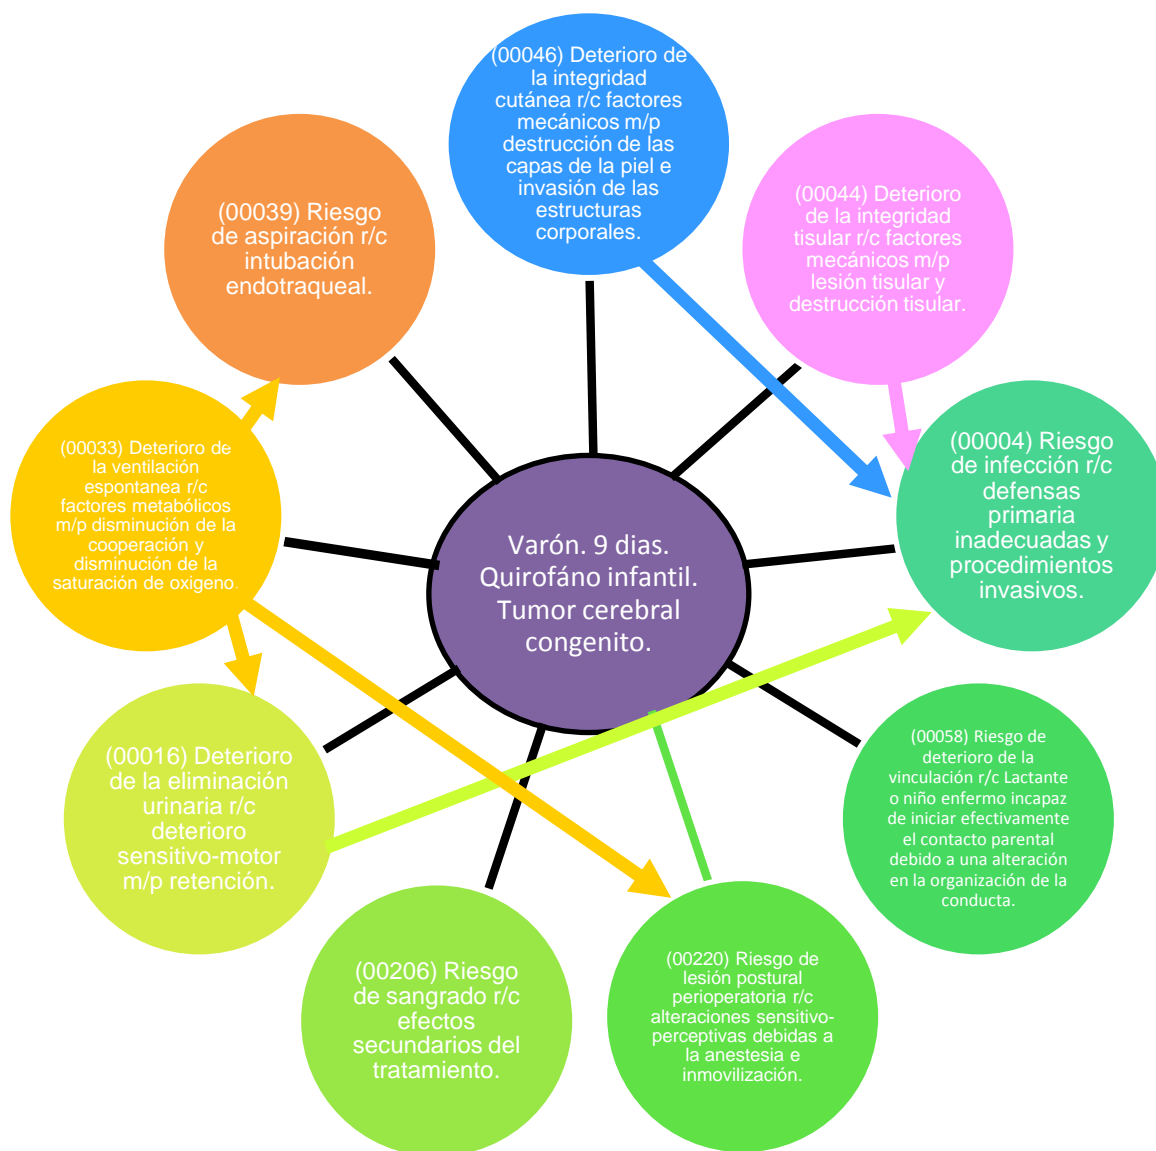 (00046) Deterioro de
la integridad
cutánea r/c factores
mecánicos m/p
destrucción de las
capas de la piel e
invasión de las
estructuras
corporales.
(00044) Deterioro
de la integridad
tisular r/c factores
mecánicos m/p
lesión tisular y
destrucción tisular.
(00039) Riesgo
de aspiración r/c
intubación
endotraqueal.
(00004) Riesgo
de infección r/c
defensas
primaria
inadecuadas y
procedimientos
invasivos.
(00033) Deterioro de
la ventilación
espontanea r/c
factores metabólicos
m/p disminución de la
cooperación y
disminución de la
saturación de oxigeno.
Varón. 9 dias.
Quirofáno infantil.
Tumor cerebral
congenito.
(00016) Deterioro
de la eliminación
urinaria r/c
deterioro
sensitivo-motor
m/p retención.
(00058) Riesgo de
deterioro de la
vinculación r/c Lactante
o niño enfermo incapaz
de iniciar efectivamente
el contacto parental
debido a una alteración
en la organización de la
conducta.
(00206) Riesgo
de sangrado r/c
efectos
secundarios del
tratamiento.
(00220) Riesgo de
lesión postural
perioperatoria r/c
alteraciones sensitivo-
perceptivas debidas a
la anestesia e
inmovilización.